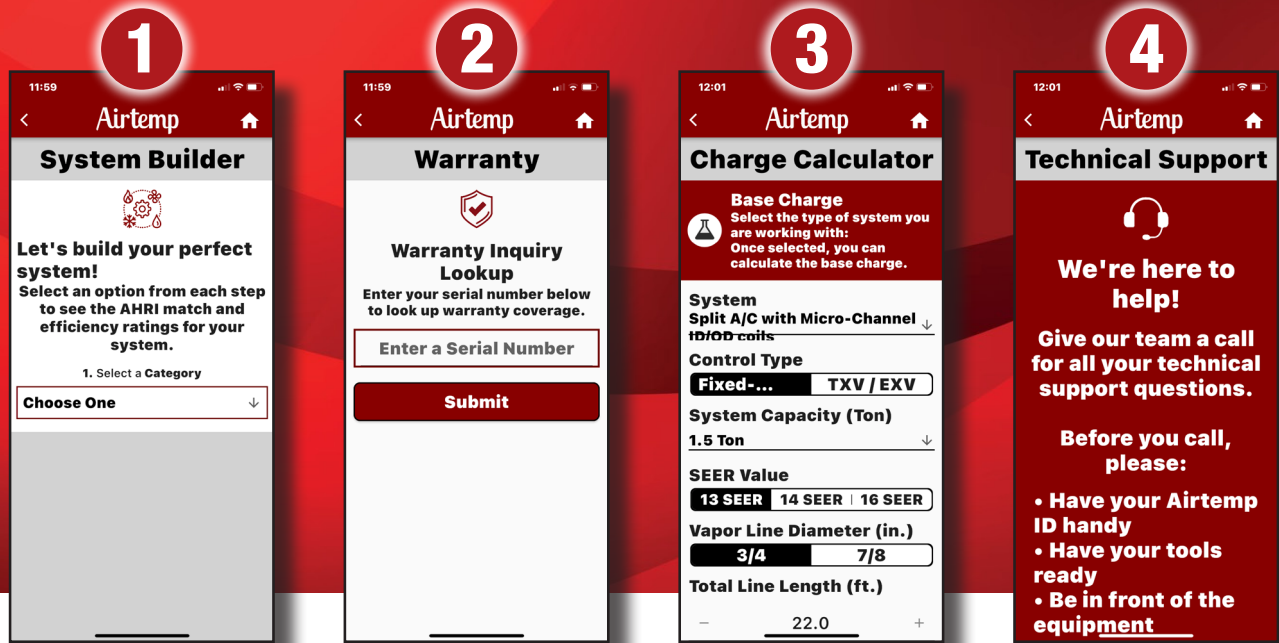 1
11:59
Airtemp
System Builder
Let's build your perfect
system!
Select an option from each step
to see the AHRI match and
efficiency ratings for your
system.
1. Select a Category
Choose One
2
11:59
Airtemp
Warranty
Warranty Inquiry
Lookup
Enter your serial number below
to look up warranty coverage.
Enter a Serial Number
Submit
3
12:01
Airtemp
Charge Calculator
Base Charge
Select the type of system you
are working with:
Once selected, you can
calculate the base charge.
System
Split A/C with Micro-Channel
ID/OD coils
Control Type
Fixed-... TXV / EXV
System Capacity (Ton)
1.5 Ton
SEER Value
13 SEER 14 SEER 16 SEER
Vapor Line Diameter (in.)
3/4 7/8
Total Line Length (ft.)
− 22.0 +
4
12:01
Airtemp
Technical Support
We're here to
help!
Give our team a call
for all your technical
support questions.
Before you call,
please:
• Have your Airtemp
ID handy
• Have your tools
ready
• Be in front of the
equipment